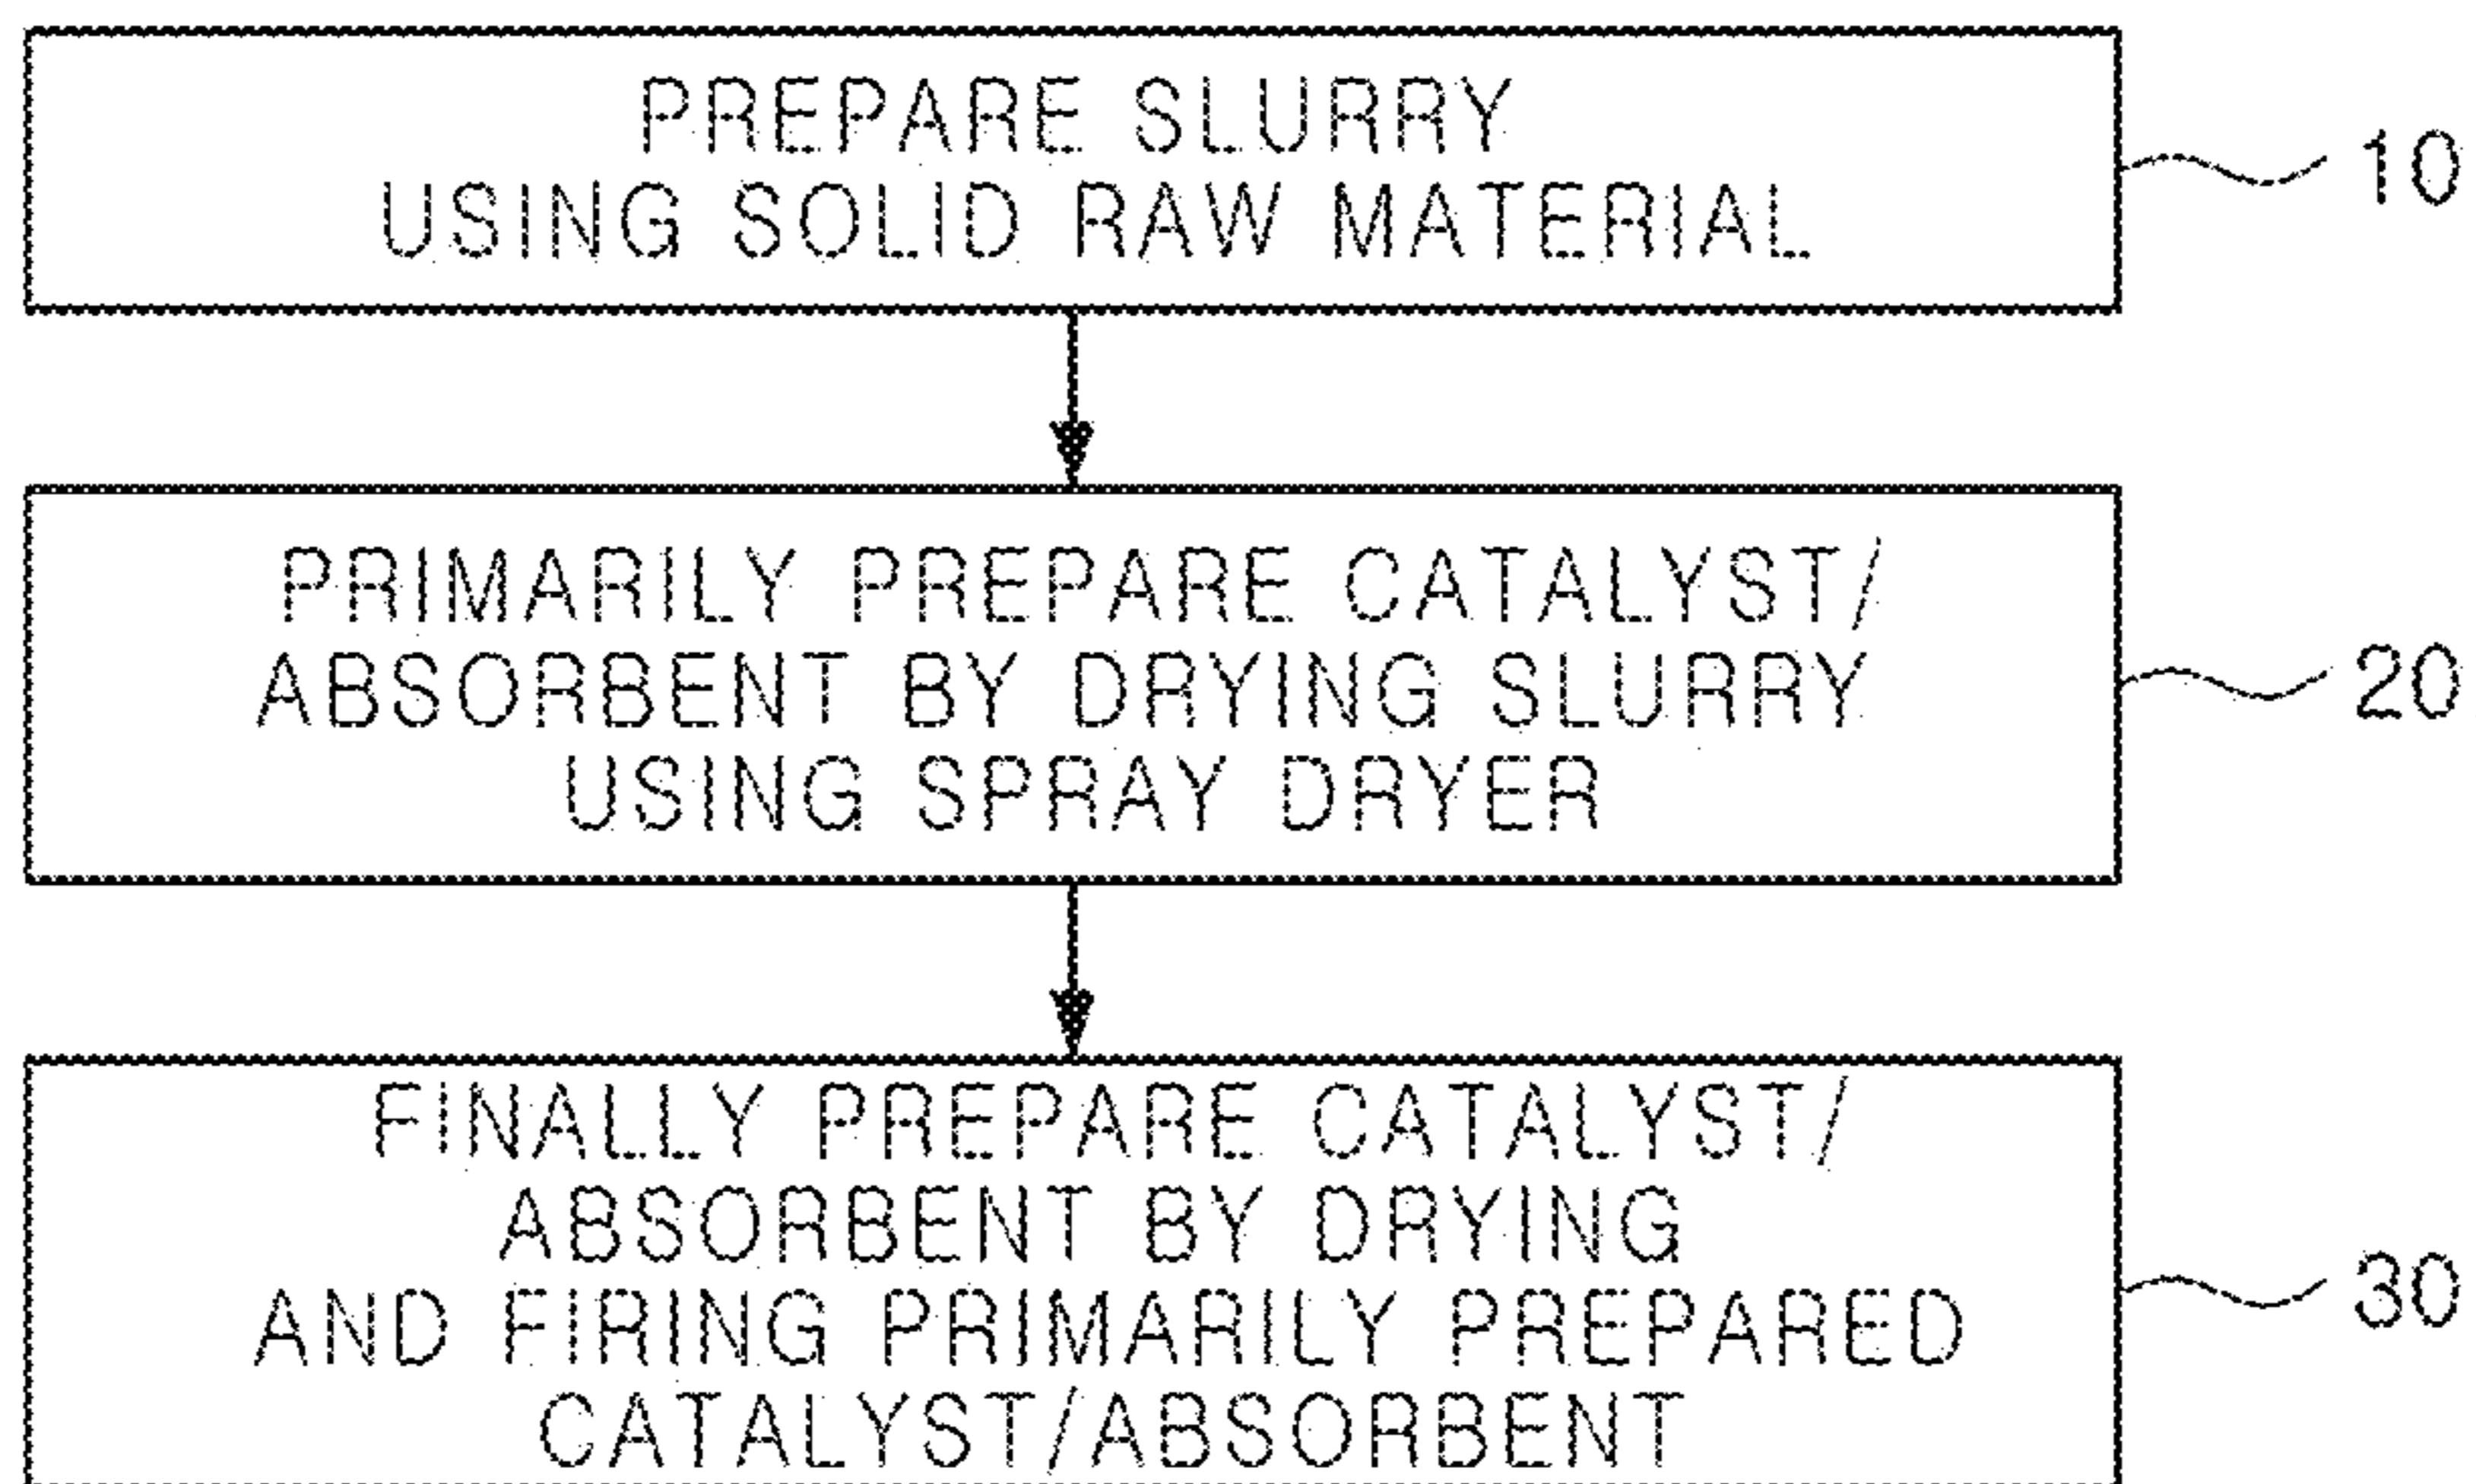 PREPARE SLURRY
USING SOLID RAW MATERIAL
10
PRIMARILY PREPARE CATALYST/
ABSORBENT BY DRYING SLURRY
USING SPRAY DRYER
20
FINALLY PREPARE CATALYST/
ABSORBENT BY DRYING
AND FIRING PRIMARILY PREPARED
CATALYST/ABSORBENT
30